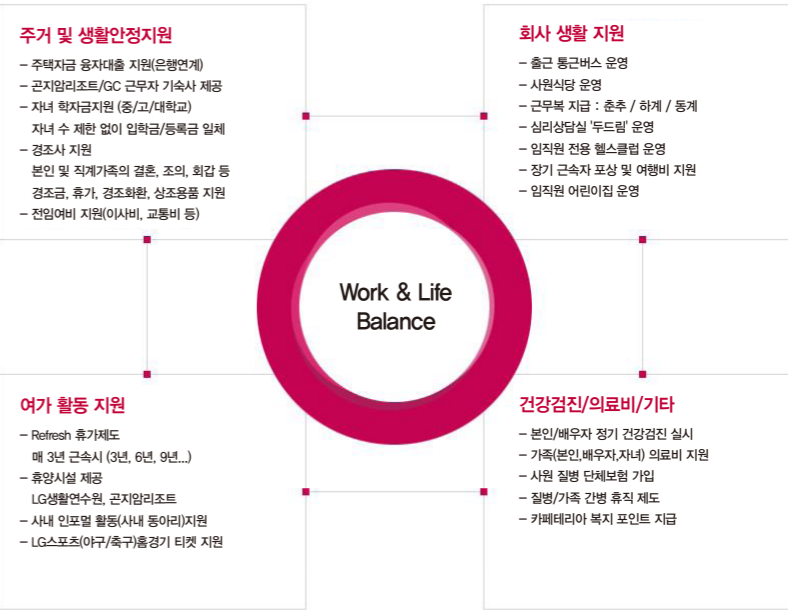 주거 및 생활안정지원
– 주택자금 융자대출 지원(은행연계)
– 곤지암리조트/GC 근무자 기숙사 제공
– 자녀 학자금지원 (중/고/대학교)
자녀 수 제한 없이 입학금/등록금 일체
– 경조사 지원
본인 및 직계가족의 결혼, 조의, 회갑 등
경조금, 휴가, 경조화환, 상조용품 지원
– 전임여비 지원(이사비, 교통비 등)
회사 생활 지원
– 출근 통근버스 운영
– 사원식당 운영
– 근무복 지급 : 춘추 / 하계 / 동계
– 심리상담실 '두드림' 운영
– 임직원 전용 헬스클럽 운영
– 장기 근속자 포상 및 여행비 지원
– 임직원 어린이집 운영
Work & Life
Balance
여가 활동 지원
– Refresh 휴가제도
매 3년 근속시 (3년, 6년, 9년...)
– 휴양시설 제공
LG생활연수원, 곤지암리조트
– 사내 인포멀 활동(사내 동아리)지원
– LG스포츠(야구/축구)홈경기 티켓 지원
건강검진/의료비/기타
– 본인/배우자 정기 건강검진 실시
– 가족(본인,배우자,자녀) 의료비 지원
– 사원 질병 단체보험 가입
– 질병/가족 간병 휴직 제도
– 카페테리아 복지 포인트 지급